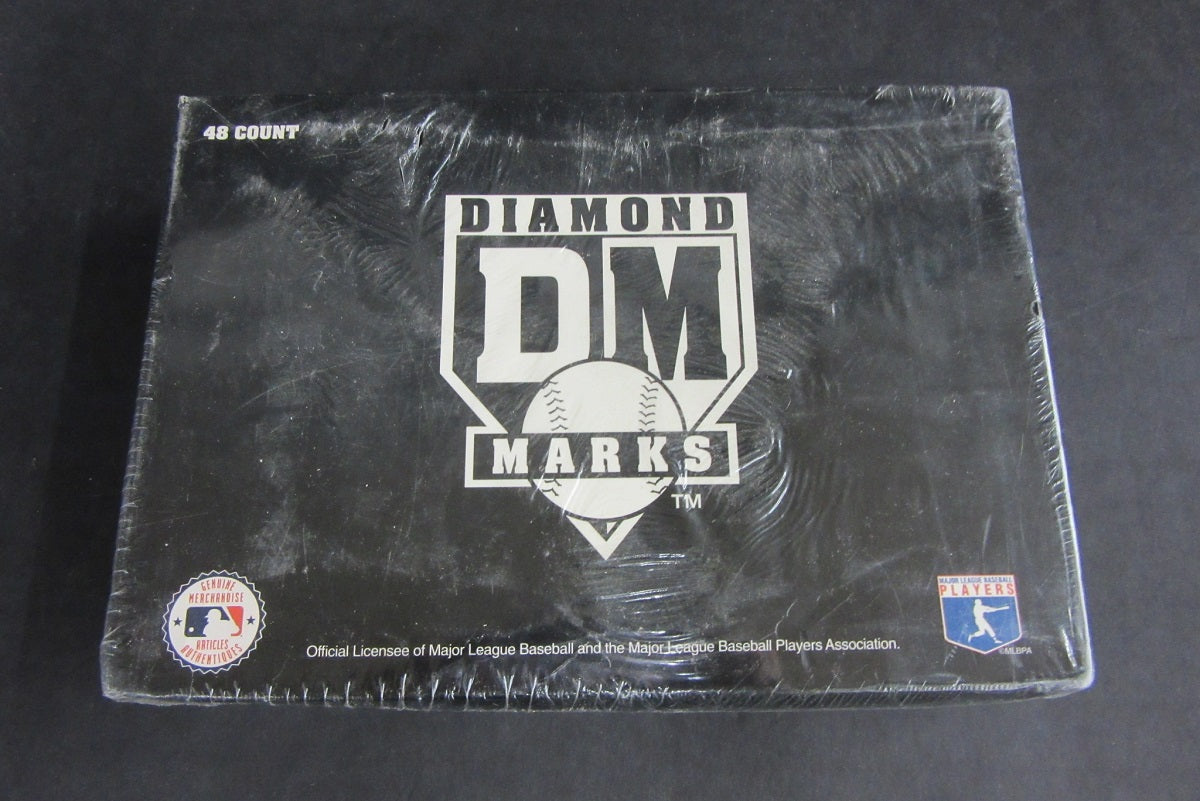 48 COUNT
DIAMOND
DM
MARKS
TM
GENUINE
MERCHANDISE
ARTICLES
AUTHENTIQUES
MAJOR LEAGUE BASEBALL
PLAYERS
©MLBPA
Official Licensee of Major League Baseball and the Major League Baseball Players Association.